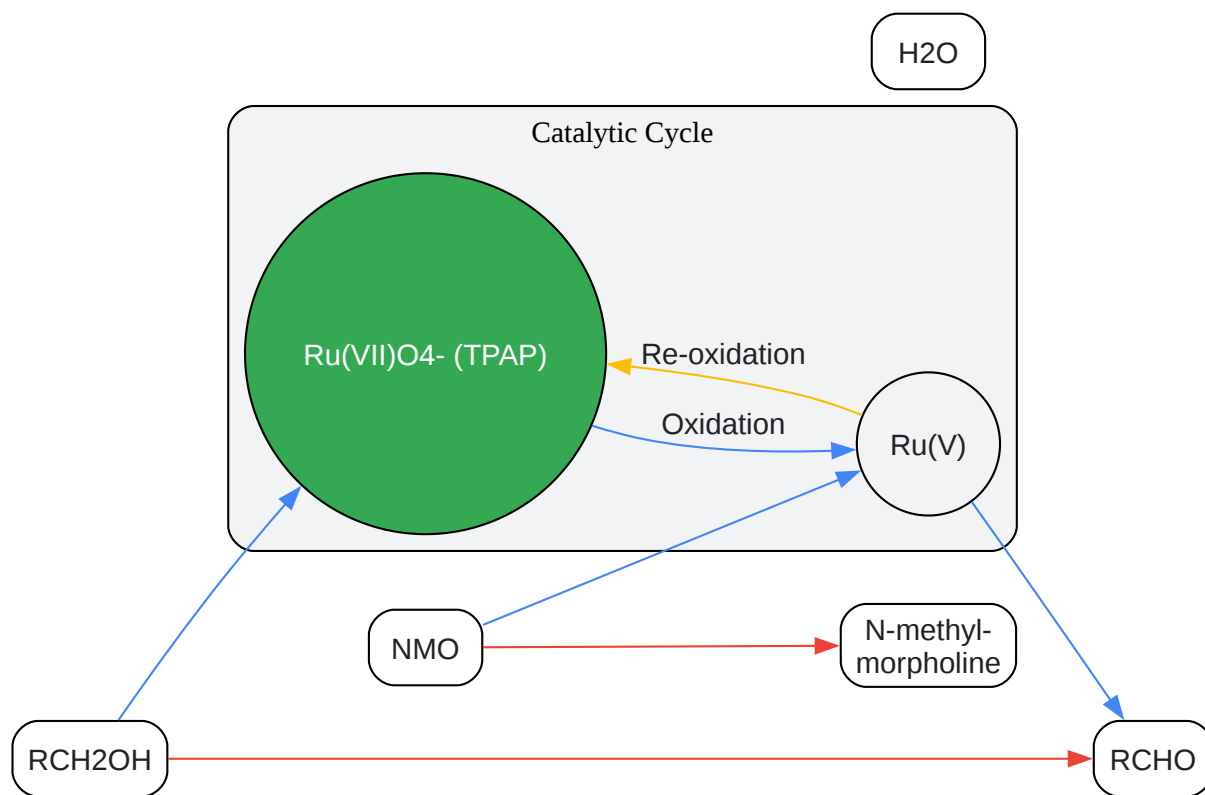 H2O
Catalytic Cycle
Ru(VII)O4- (TPAP)
Re-oxidation
Oxidation
Ru(V)
NMO
N-methyl-
morpholine
RCH2OH
RCHO